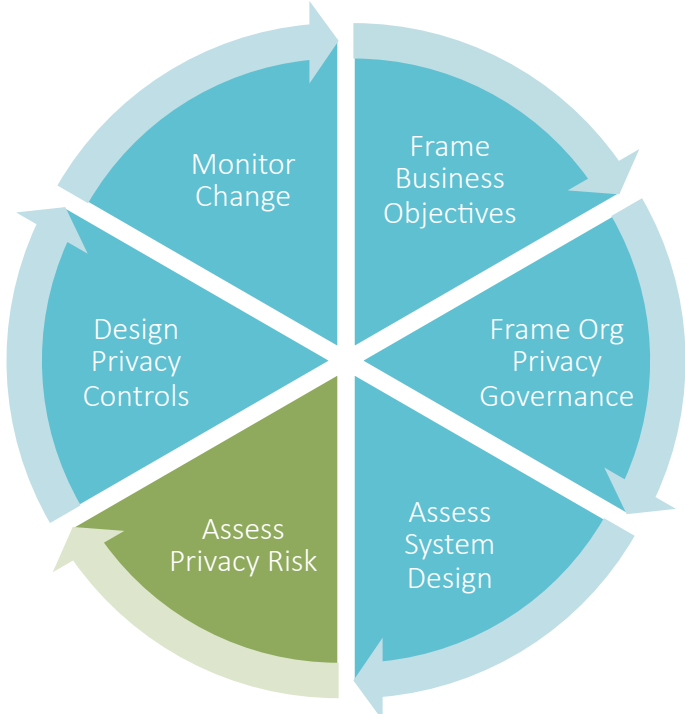 Frame
Business
Objectives
Frame Org
Privacy
Governance
Assess
System
Design
Assess
Privacy Risk
Design
Privacy
Controls
Monitor
Change